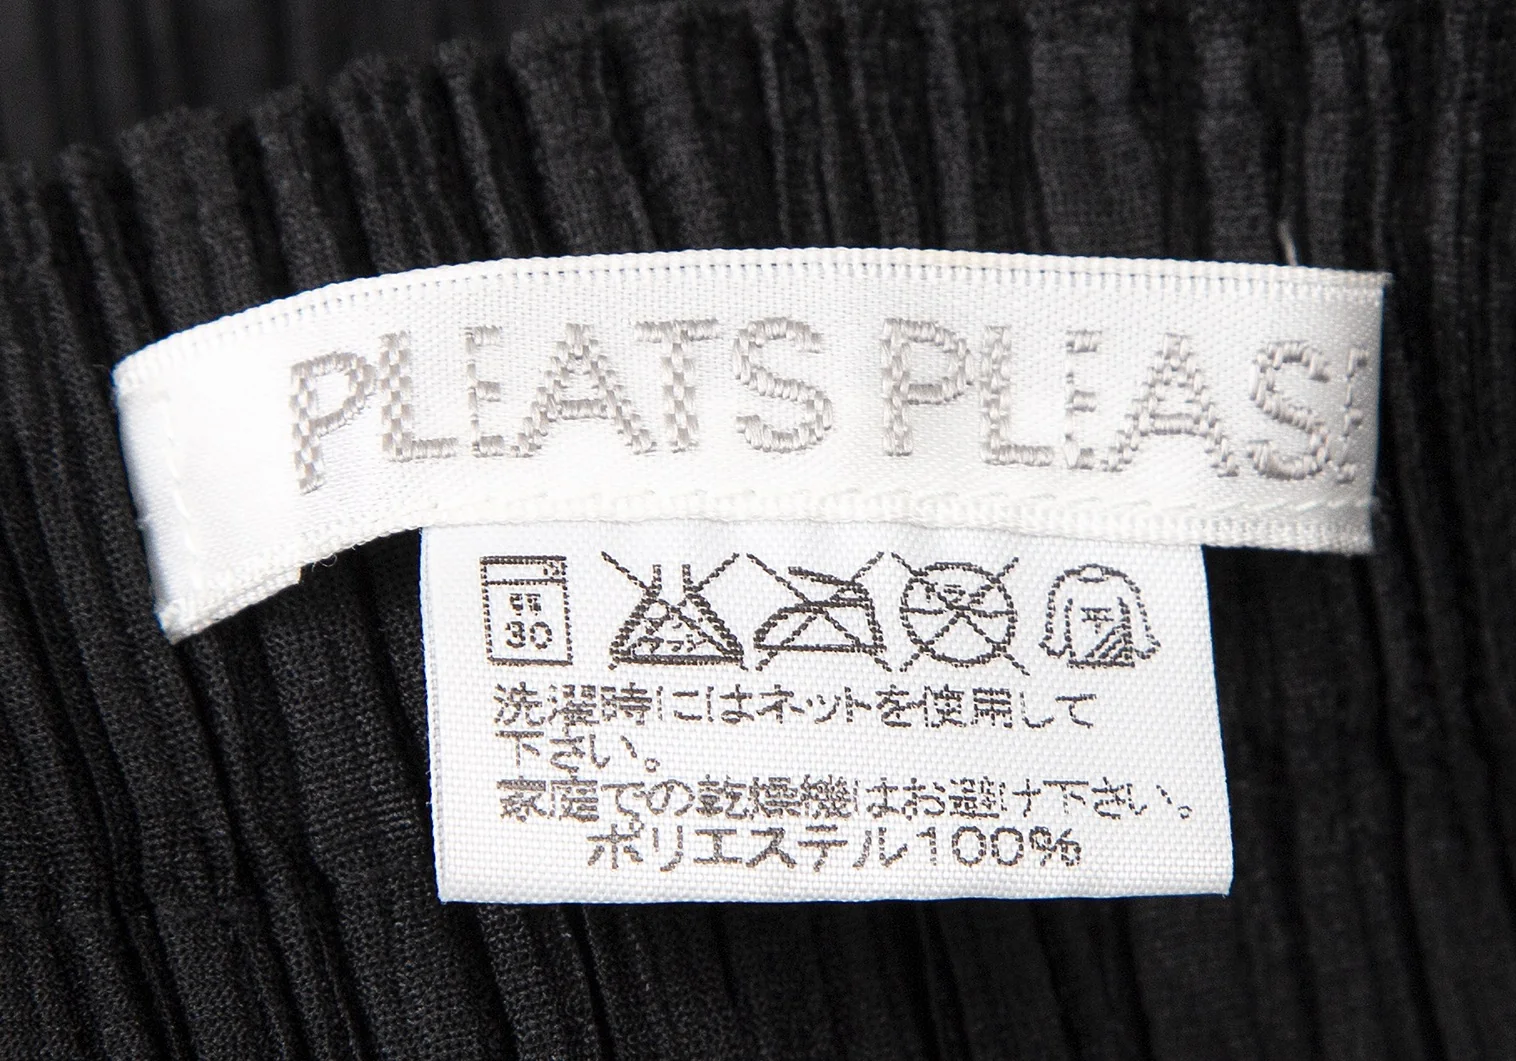 PLEATS PLEAS
弱
30
平
洗濯時にはネットを使用して
下さい。
家庭での乾燥機はお避け下さい。
ポリエステル100%